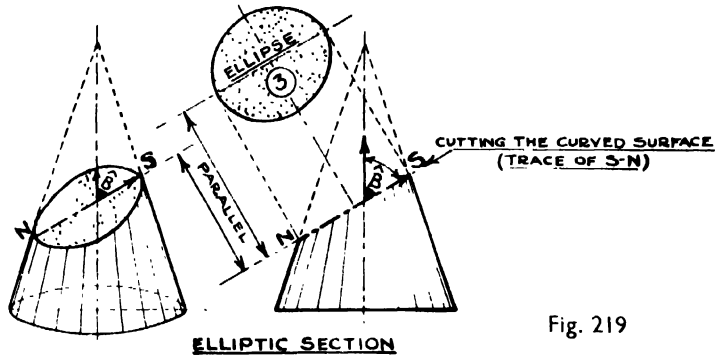 ELLIPSE
3
S
N
B
PARALLEL
CUTTING THE CURVED SURFACE
(TRACE OF S-N)
S
N
B
ELLIPTIC SECTION
Fig. 219